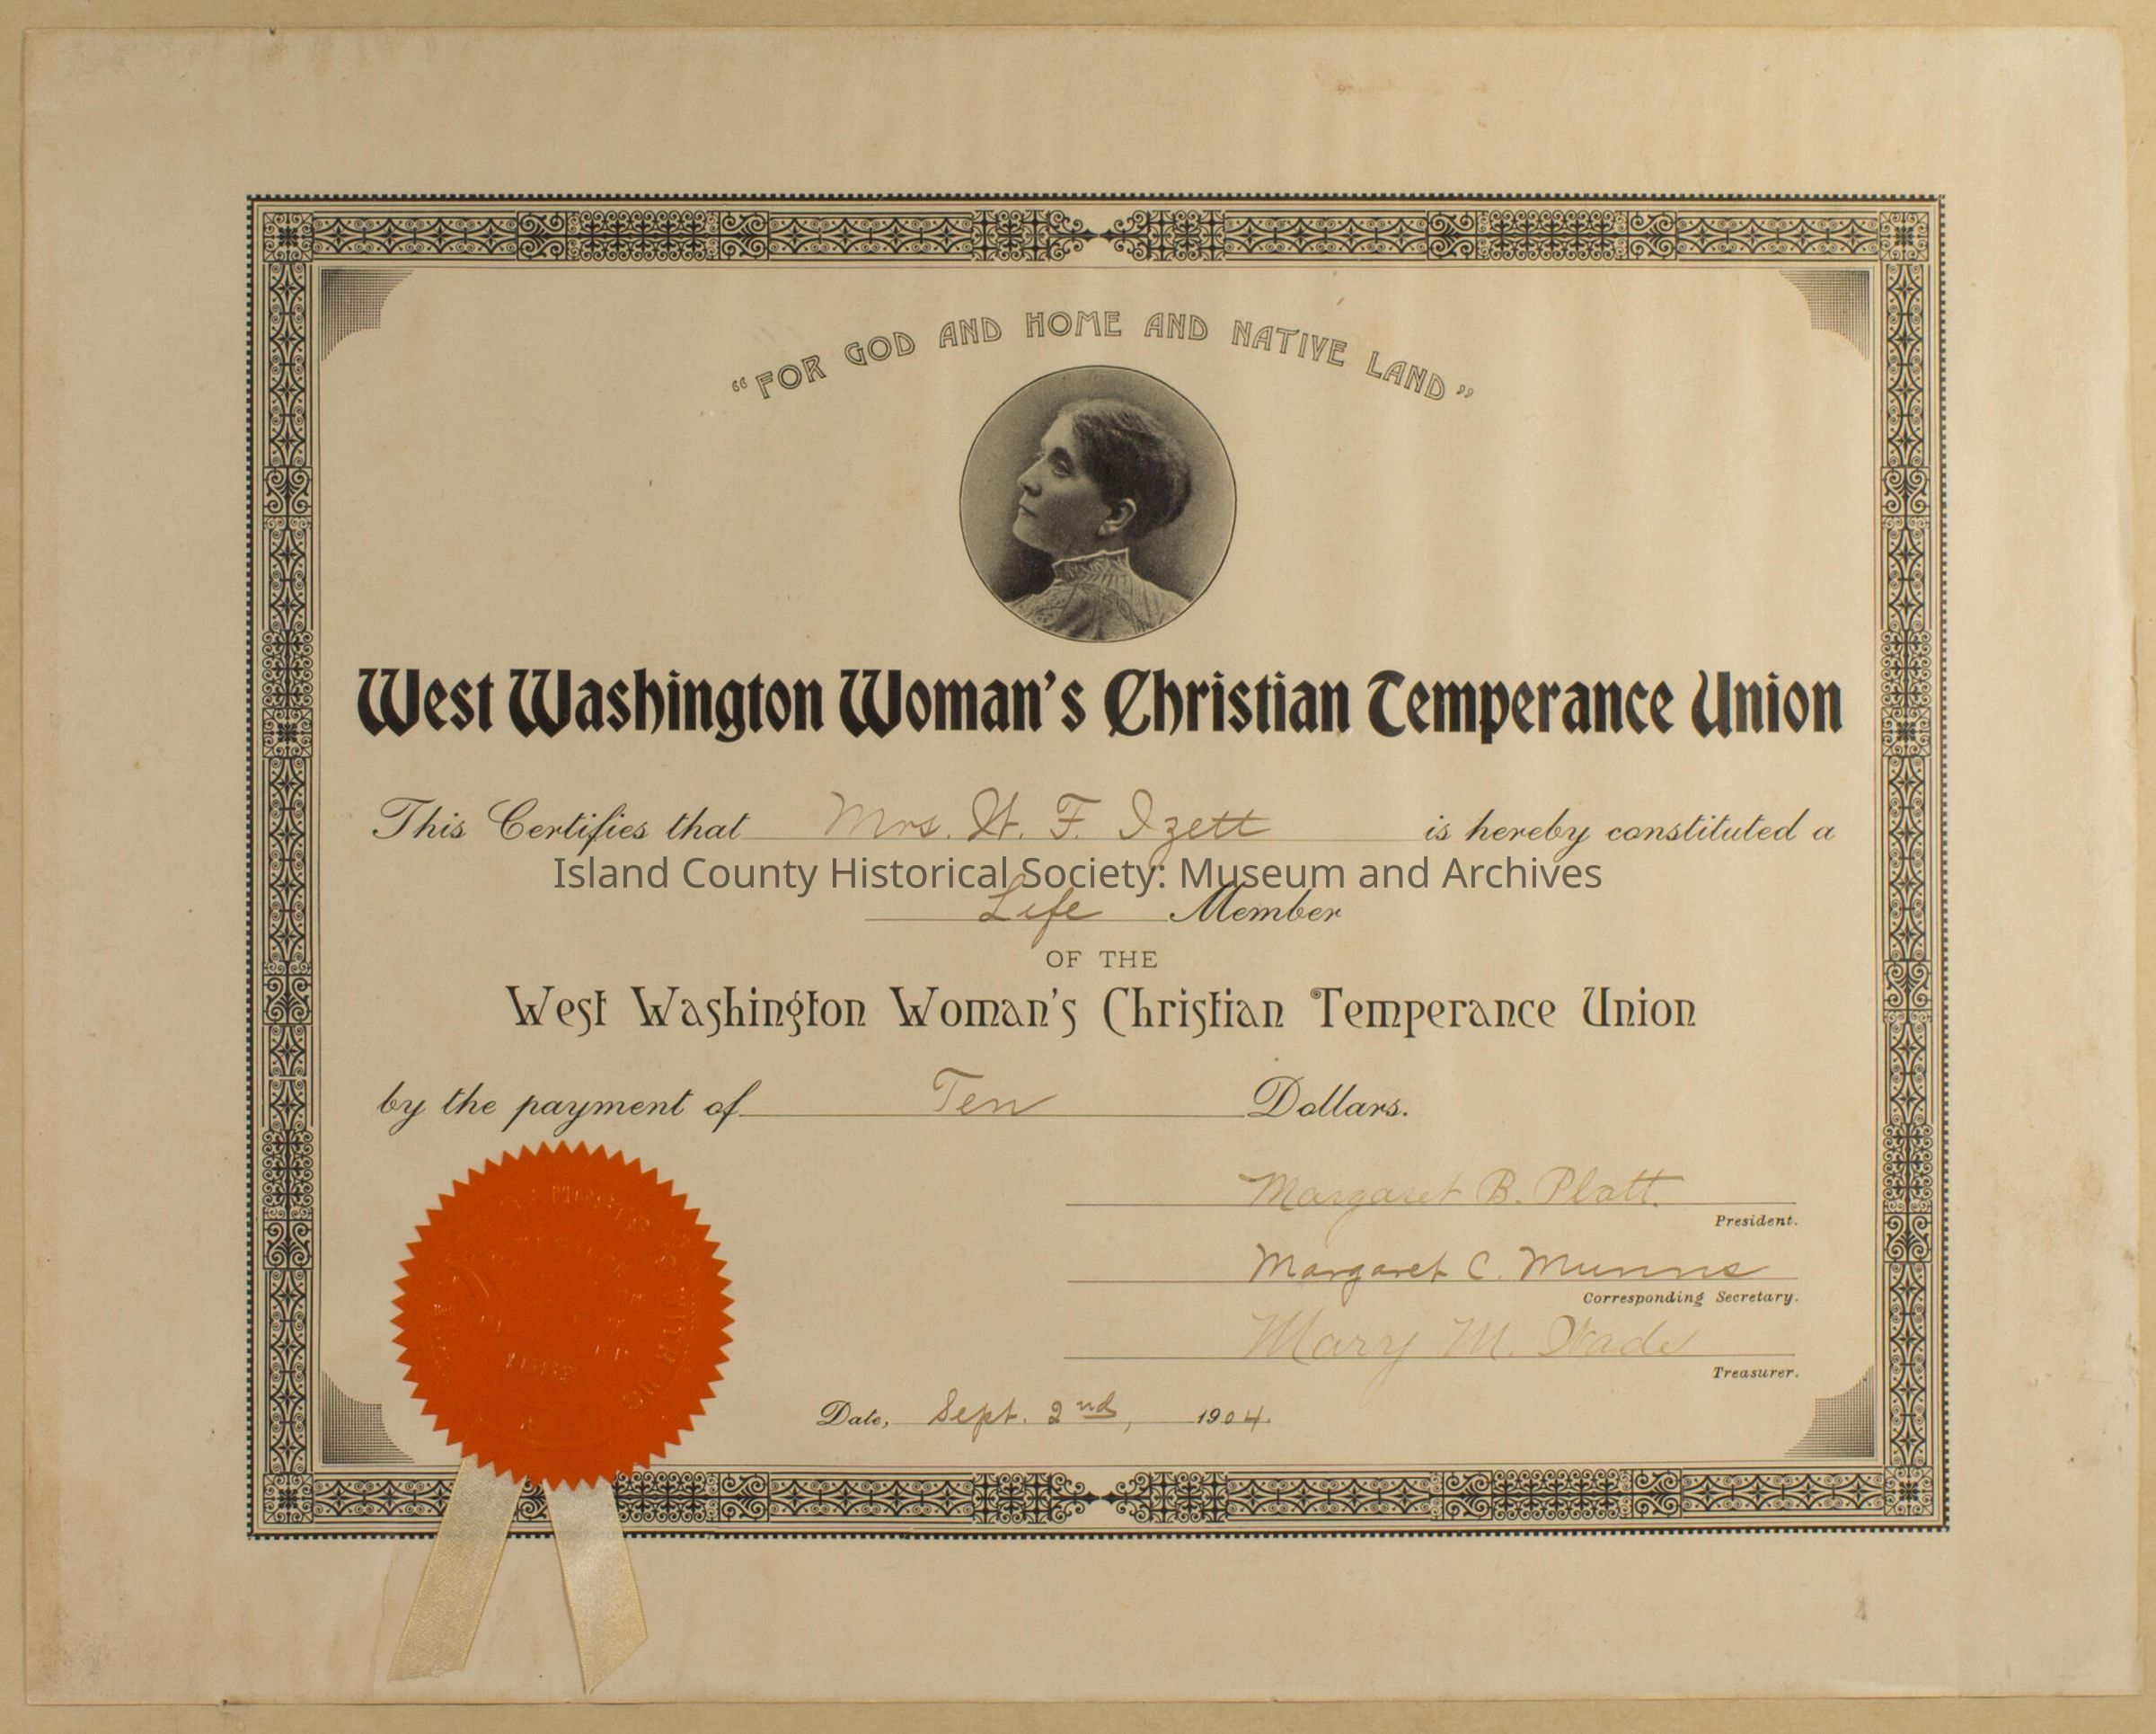 “FOR GOD AND HOME AND NATIVE LAND”
West Washington Woman's Christian Temperance Union
This Certifies that Mrs. W. F. Izett is hereby constituted a
Island County Historical Society: Museum and Archives
Life Member
OF THE
West Washington Woman's Christian Temperance Union
by the payment of Ten Dollars.
Margaret B. Platt.
President.
Margaret C. Munns
Corresponding Secretary.
Mary M. Wade
Treasurer.
Date, Sept. 2nd, 1904.